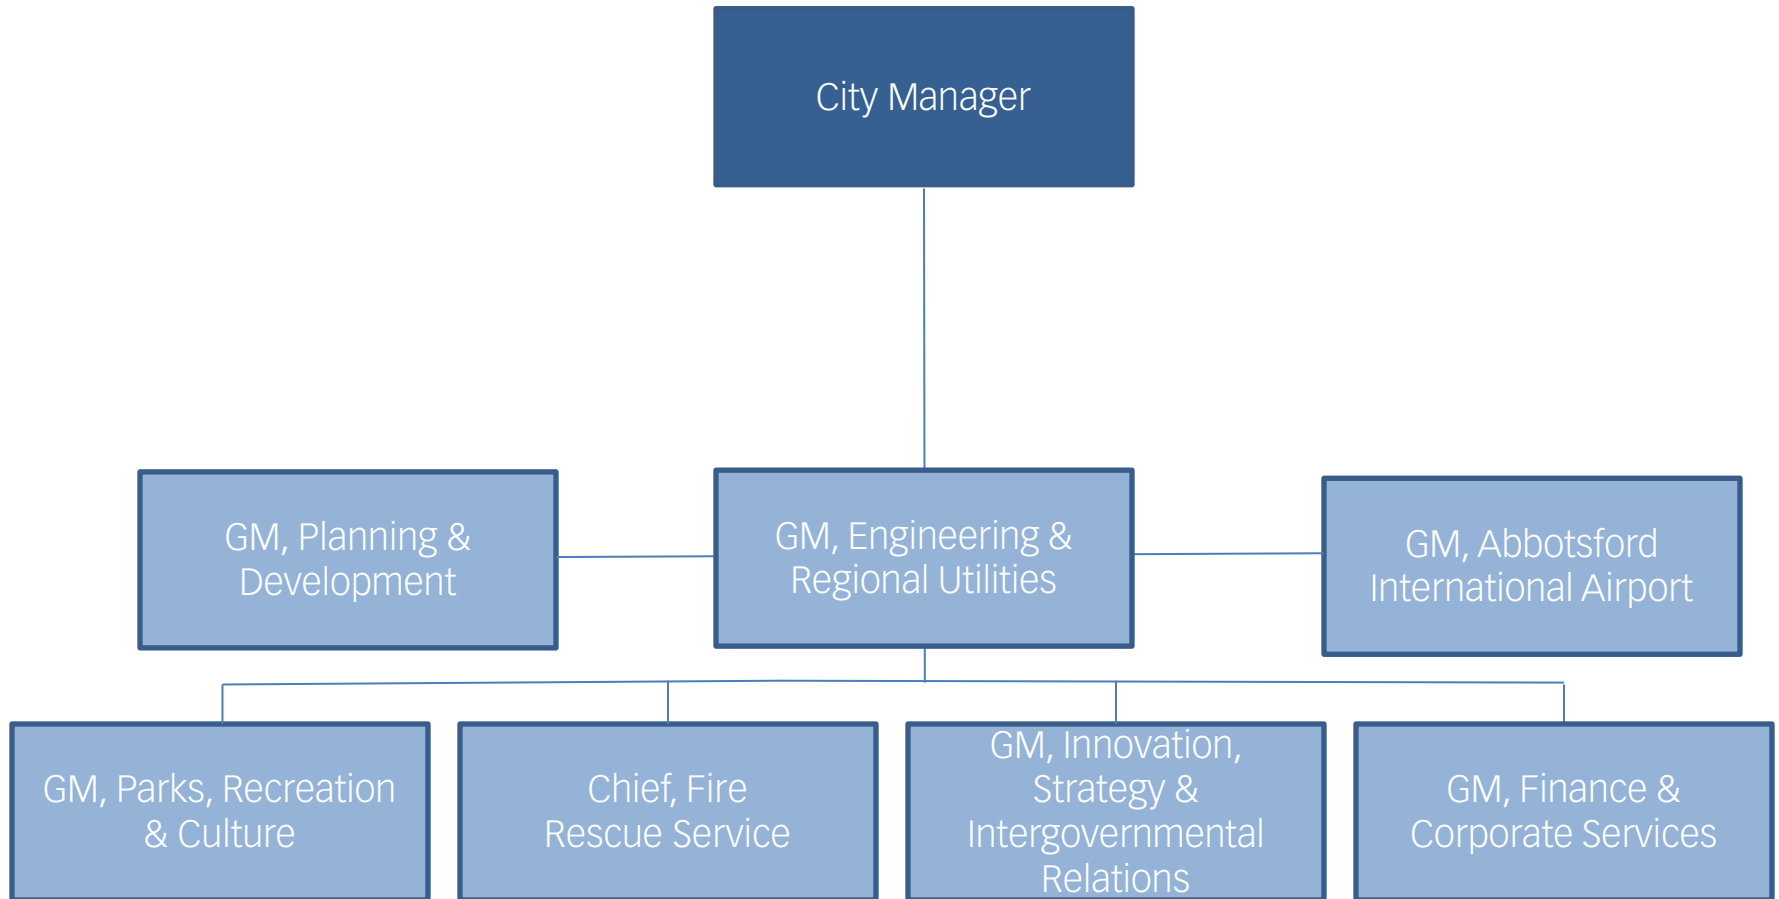 City Manager
GM, Planning &
Development
GM, Engineering &
Regional Utilities
GM, Abbotsford
International Airport
GM, Parks, Recreation
& Culture
Chief, Fire
Rescue Service
GM, Innovation,
Strategy &
Intergovernmental
Relations
GM, Finance &
Corporate Services